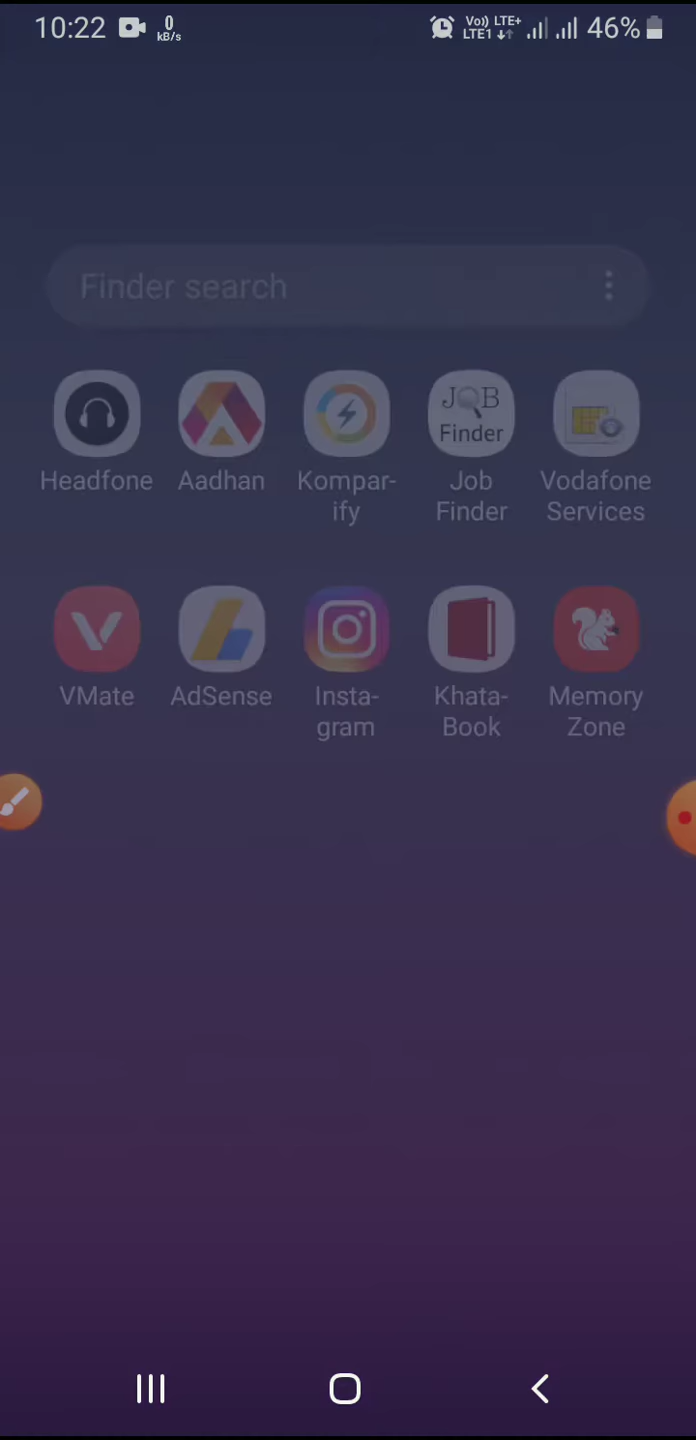 10:22 0 kB/s Vo) LTE+ LTE1 46%
Finder search
JOB
Finder
Headfone Aadhan Kompar- Job Vodafone
ify Finder Services
VMate AdSense Insta- Khata- Memory
gram Book Zone